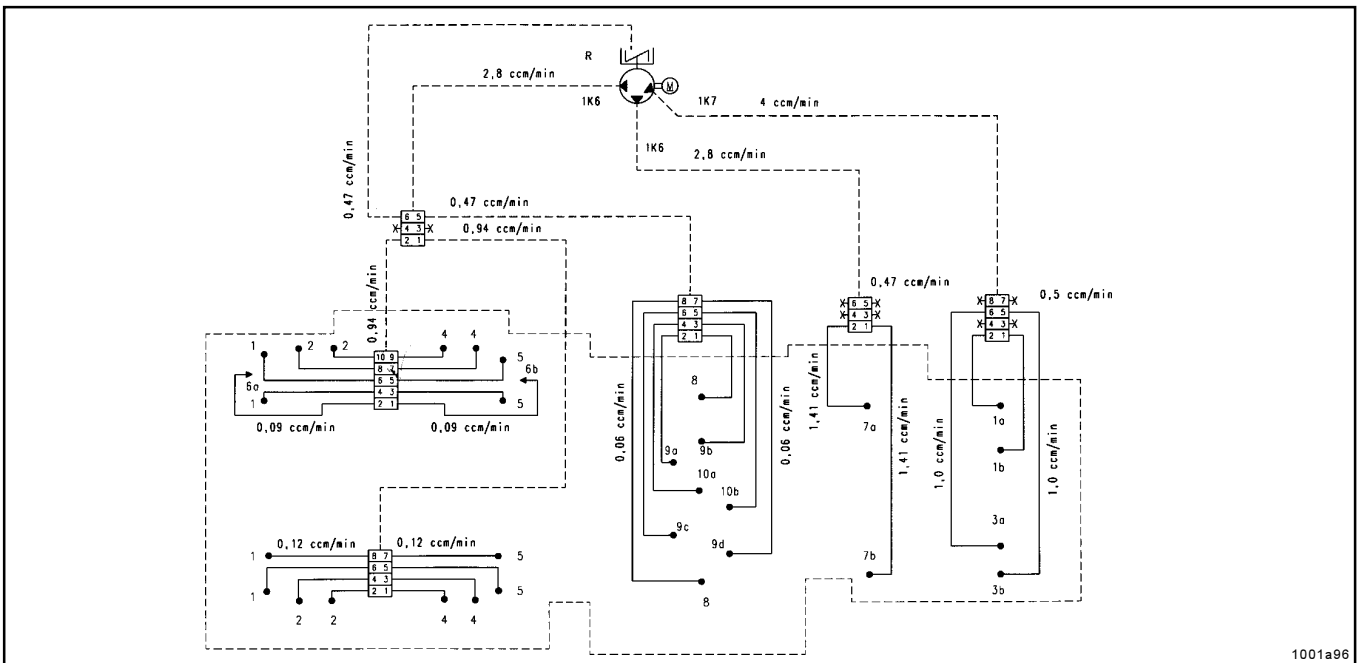 R
2,8 ccm/min
M
1K6
1K7
4 ccm/min
1K6
2,8 ccm/min
0,47 ccm/min
0,47 ccm/min
6 5
4 3
2 1
X
X
0,94 ccm/min
0,94 ccm/min
8 7
6 5
4 3
2 1
0,47 ccm/min
6 5
4 3
2 1
X
X
X
X
0,5 ccm/min
8 7
6 5
4 3
2 1
X
X
X
X
1
2
2
4
4
5
10 9
8 7
6 5
4 3
2 1
6a
6b
1
5
0,09 ccm/min
0,09 ccm/min
8
9a
9b
10a
10b
9c
9d
8
0,06 ccm/min
0,06 ccm/min
1,41 ccm/min
7a
1,41 ccm/min
7b
1,0 ccm/min
1a
1b
3a
3b
1,0 ccm/min
1
0,12 ccm/min
0,12 ccm/min
5
8 7
6 5
4 3
2 1
1
5
2
2
4
4
1001a96